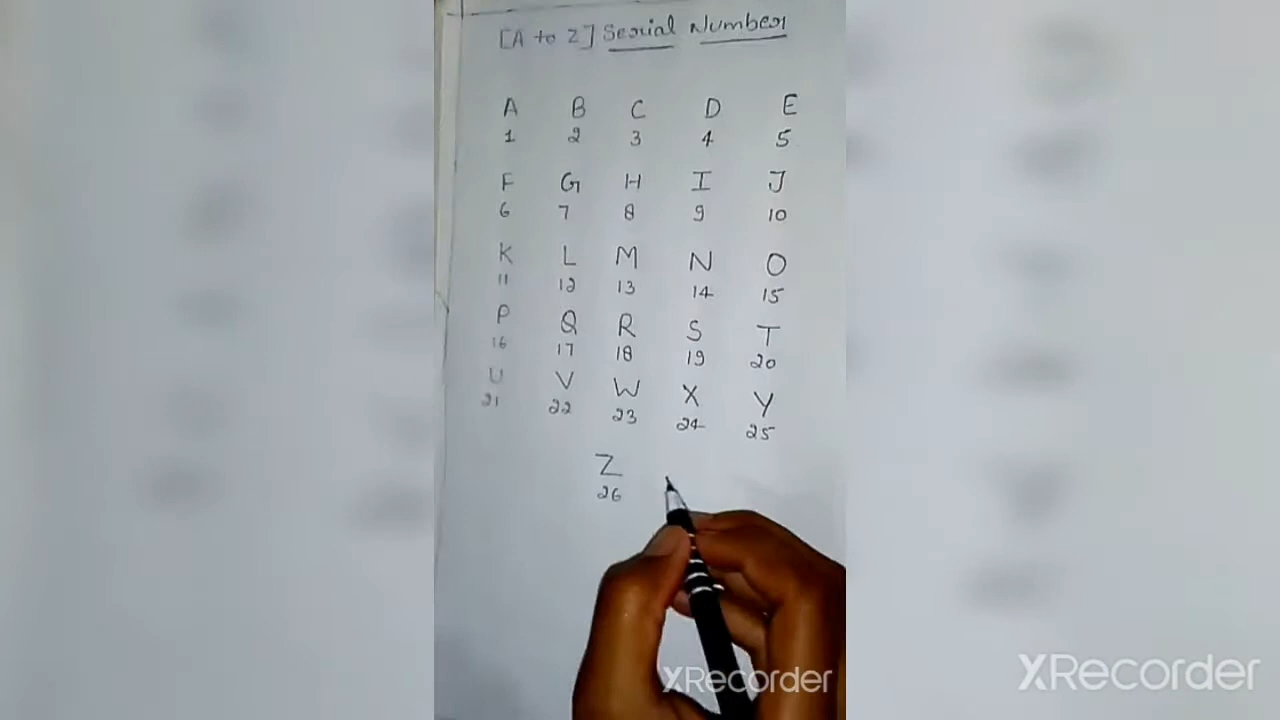 [A to Z] Serial Number
A B C D E
1 2 3 4 5
F G H I J
6 7 8 9 10
K L M N O
11 12 13 14 15
P Q R S T
16 17 18 19 20
U V W X Y
21 22 23 24 25
Z
26
XRecorder
XRecorder